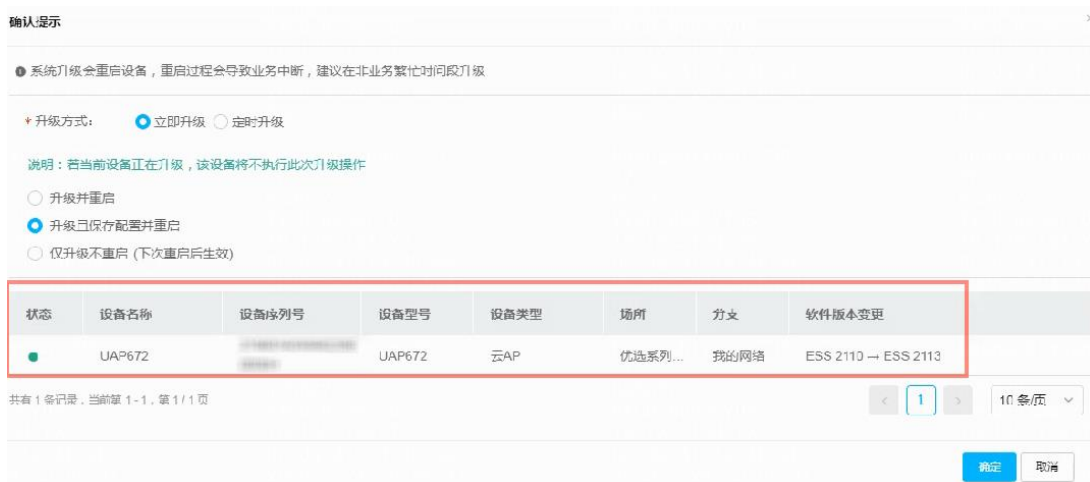 确认提示
系统升级会重启设备，重启过程会导致业务中断，建议在非业务繁忙时间段升级
* 升级方式： 立即升级 定时升级
说明：若当前设备正在升级，该设备将不执行此次升级操作
升级并重启
升级且保存配置并重启
仅升级不重启 (下次重启后生效)
状态 设备名称 设备序列号 设备型号 设备类型 场所 分支 软件版本变更
UAP672 UAP672 云AP 优选系列... 我的网络 ESS 2110 → ESS 2113
共有 1 条记录，当前第 1 - 1，第 1 / 1 页 < 1 > 10 条/页
确定 取消